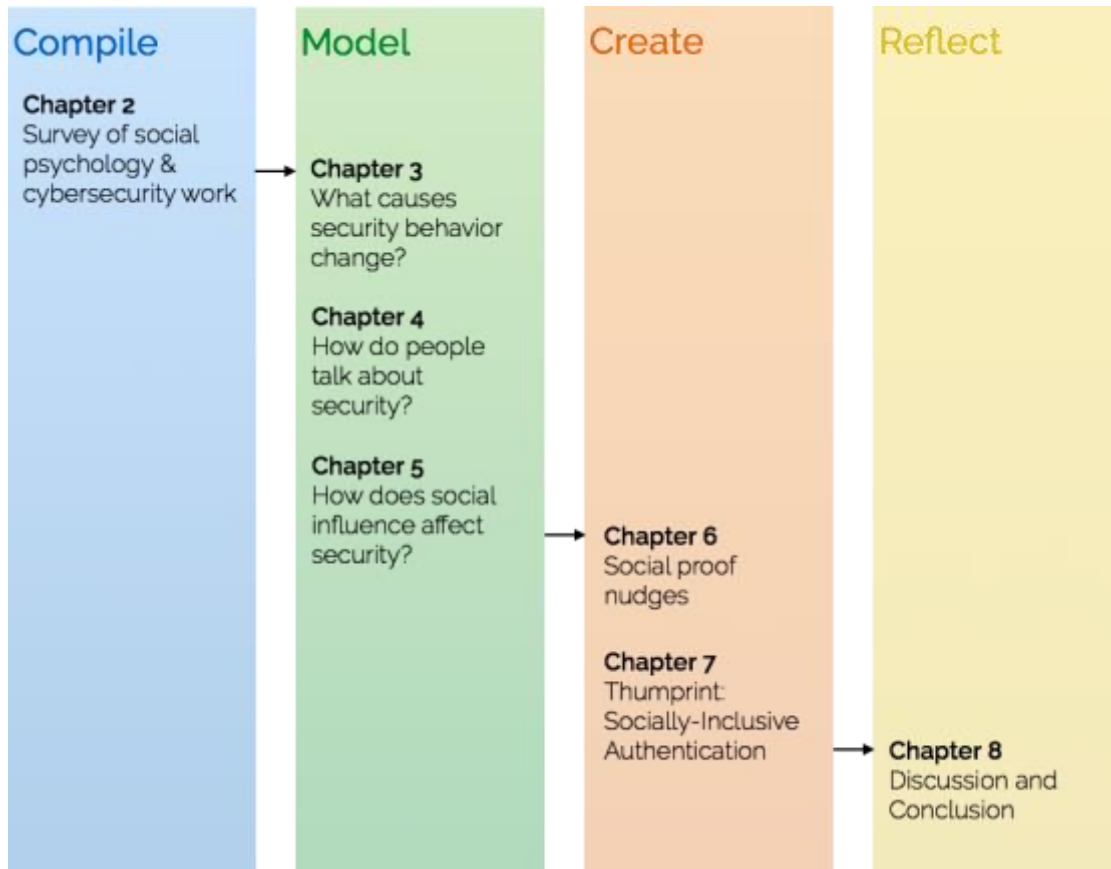 Compile
Chapter 2
Survey of social
psychology &
cybersecurity work
Model
Chapter 3
What causes
security behavior
change?
Chapter 4
How do people
talk about
security?
Chapter 5
How does social
influence affect
security?
Create
Chapter 6
Social proof
nudges
Chapter 7
Thumprint:
Socially-Inclusive
Authentication
Reflect
Chapter 8
Discussion and
Conclusion